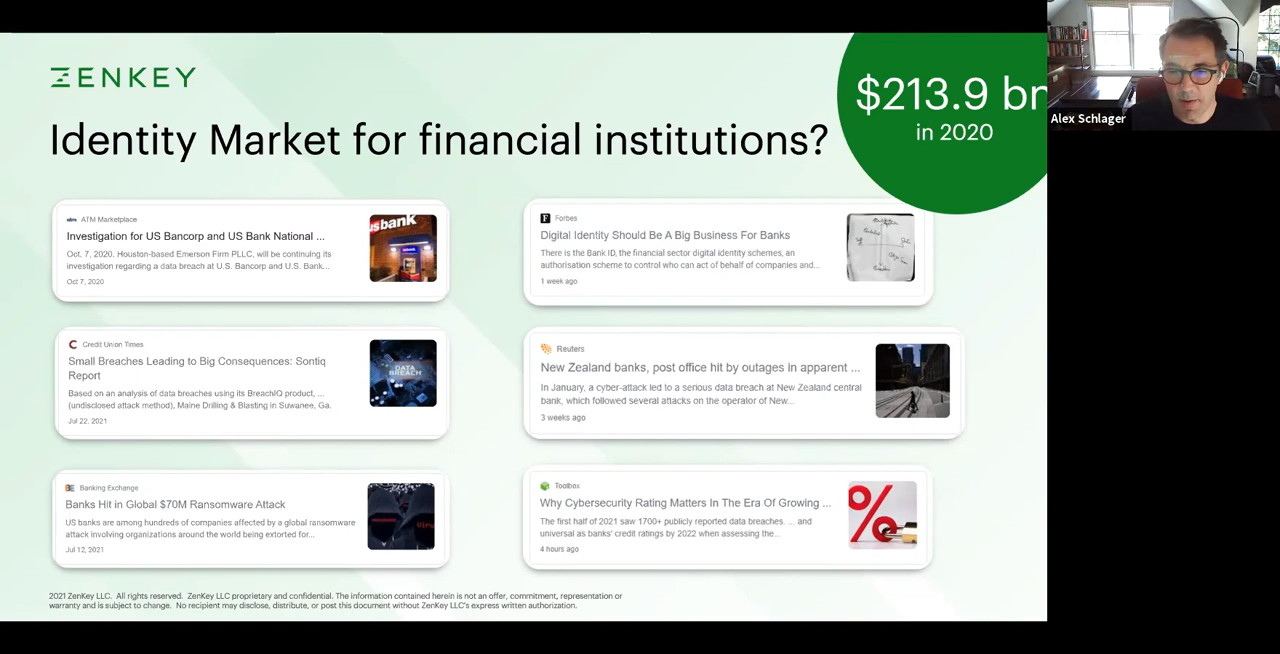 ZENKEY
$213.9 bn
in 2020
Alex Schlager
Identity Market for financial institutions?
ATM Marketplace
Investigation for US Bancorp and US Bank National ...
Oct. 7, 2020. Houston-based Emerson Firm PLLC, will be continuing its
investigation regarding a data breach at U.S. Bancorp and U.S. Bank...
Oct 7, 2020
usbank
Credit Union Times
Small Breaches Leading to Big Consequences: Sontiq
Report
Based on an analysis of data breaches using its BreachIQ product, ...
(undisclosed attack method), Maine Drilling & Blasting in Suwanee, Ga.
Jul 22, 2021
DATA
BREACH
Banking Exchange
Banks Hit in Global $70M Ransomware Attack
US banks are among hundreds of companies affected by a global ransomware
attack involving organizations around the world being extorted for...
Jul 12, 2021
Forbes
Digital Identity Should Be A Big Business For Banks
There is the Bank ID, the financial sector digital identity schemes, an
authorisation scheme to control who can act of behalf of companies and...
1 week ago
Reuters
New Zealand banks, post office hit by outages in apparent ...
In January, a cyber-attack led to a serious data breach at New Zealand central
bank, which followed several attacks on the operator of New...
3 weeks ago
Toolbox
Why Cybersecurity Rating Matters In The Era Of Growing ...
The first half of 2021 saw 1700+ publicly reported data breaches. ... and
universal as banks' credit ratings by 2022 when assessing the...
4 hours ago
%
2021 ZenKey LLC. All rights reserved. ZenKey LLC proprietary and confidential. The information contained herein is not an offer, commitment, representation or
warranty and is subject to change. No recipient may disclose, distribute, or post this document without ZenKey LLC's express written authorization.